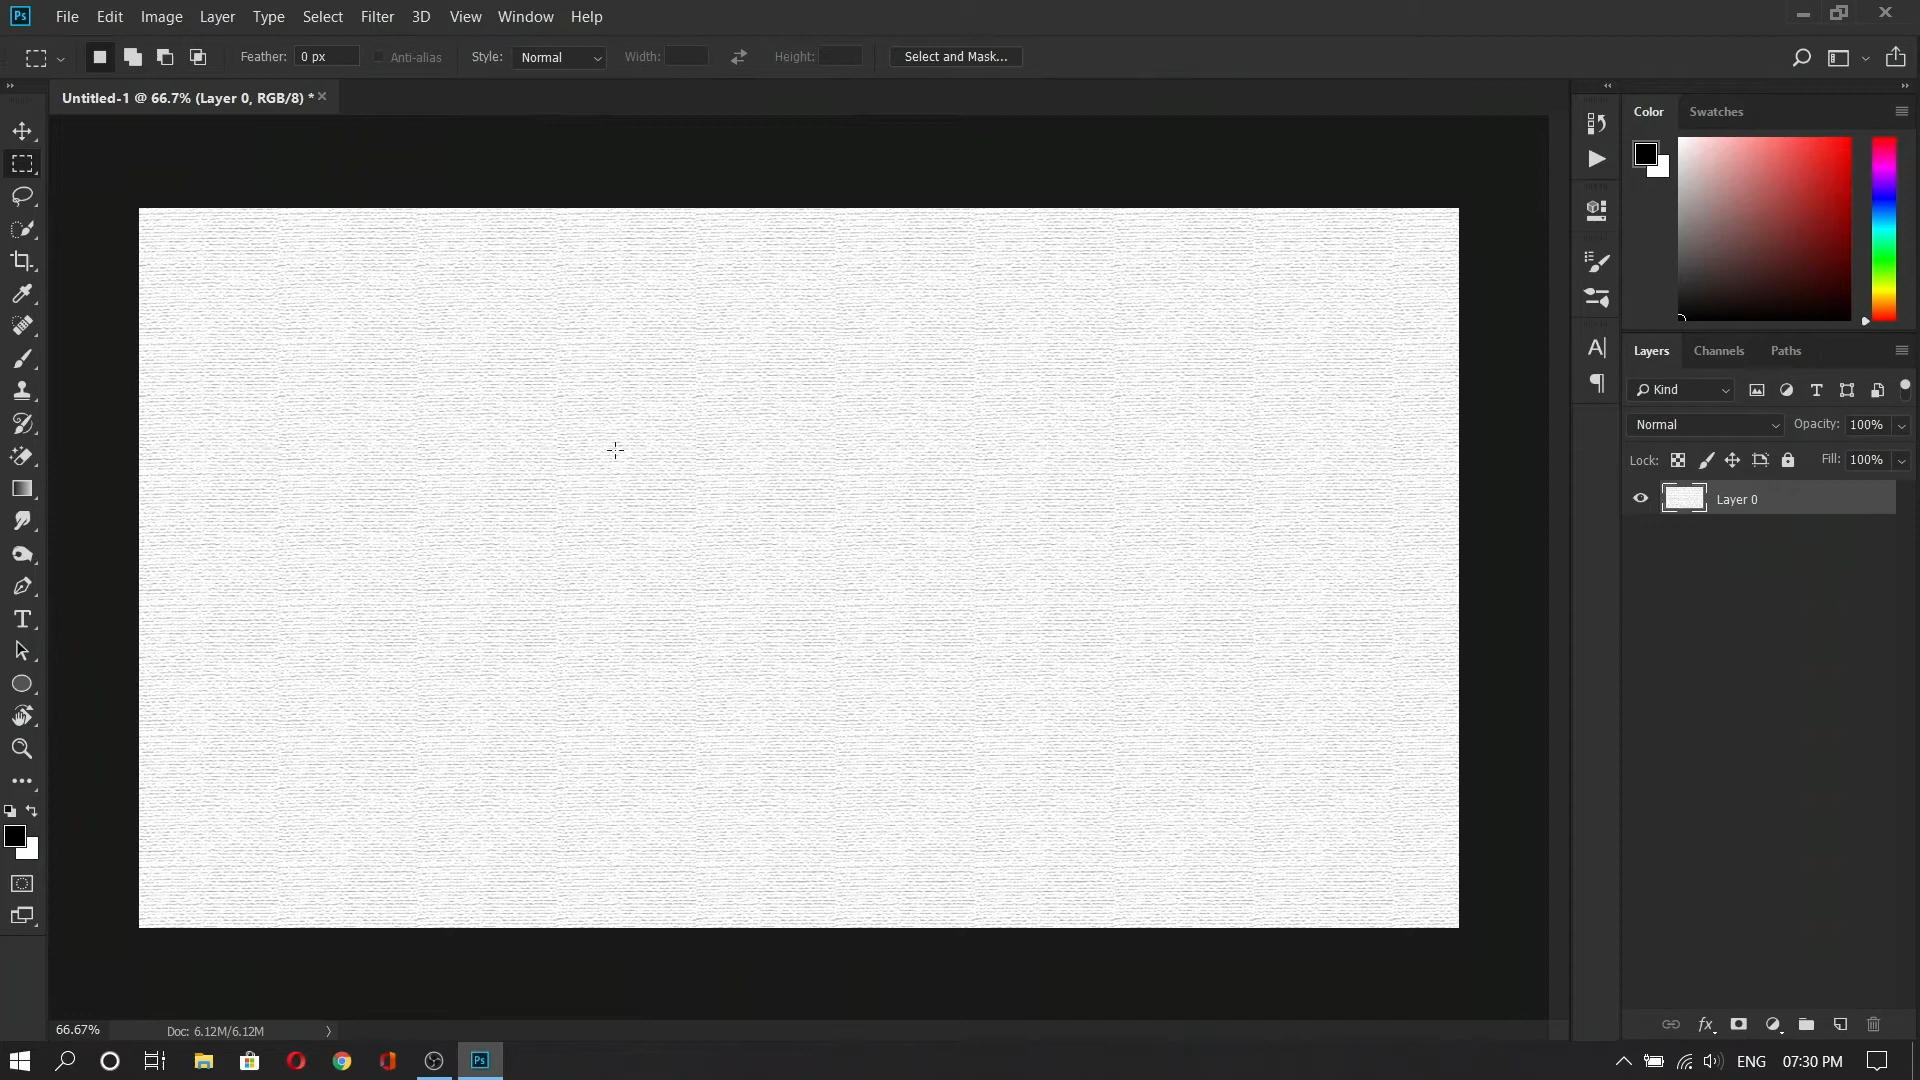 Ps File Edit Image Layer Type Select Filter 3D View Window Help
Feather: 0 px Anti-alias Style: Normal Width: Height: Select and Mask...
Untitled-1 @ 66.7% (Layer 0, RGB/8) *
Color Swatches
Layers Channels Paths
Kind
Normal Opacity: 100%
Lock: Fill: 100%
Layer 0
fx
66.67% Doc: 6.12M/6.12M
Ps ENG 07:30 PM